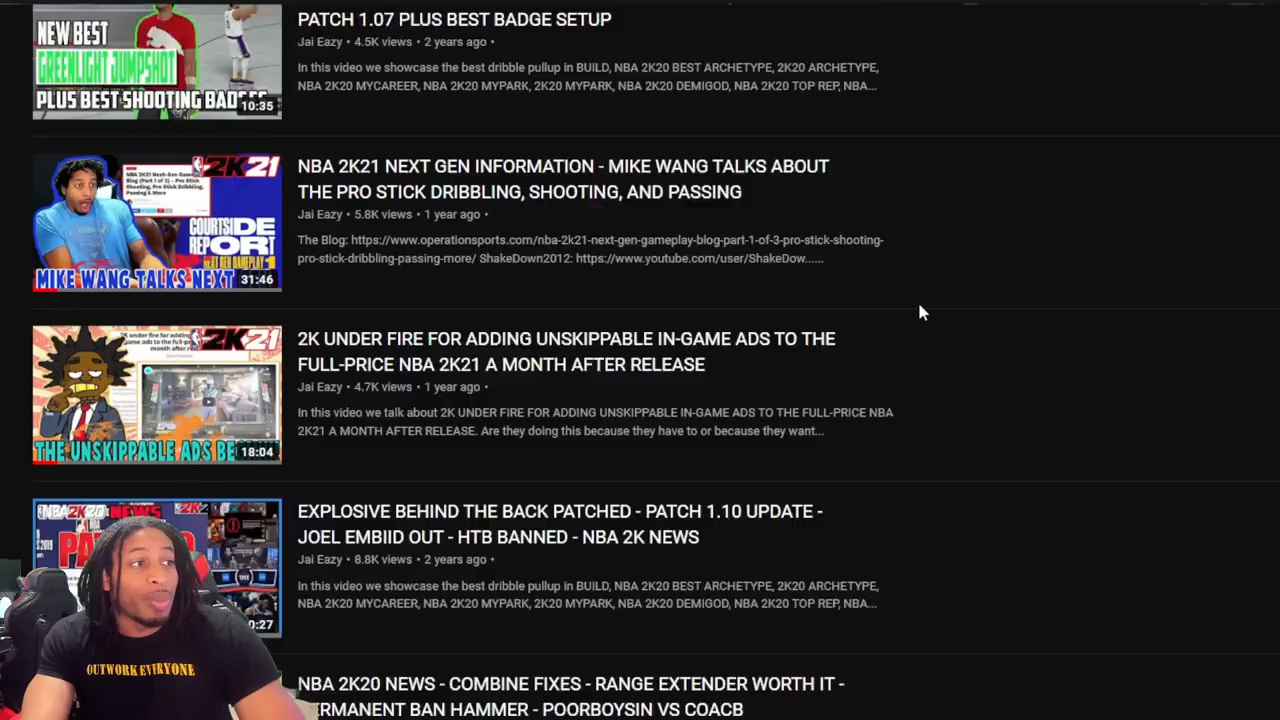 NEW BEST
GREENLIGHT JUMPSHOT
PLUS BEST SHOOTING
10:35
PATCH 1.07 PLUS BEST BADGE SETUP
Jai Eazy • 4.5K views • 2 years ago •
In this video we showcase the best dribble pullup in BUILD, NBA 2K20 BEST ARCHETYPE, 2K20 ARCHETYPE,
NBA 2K20 MYCAREER, NBA 2K20 MYPARK, 2K20 MYPARK, NBA 2K20 DEMIGOD, NBA 2K20 TOP REP, NBA...
2K21
COURTSIDE
REPORT
MIKE WANG TALKS NEXT
31:46
NBA 2K21 NEXT GEN INFORMATION - MIKE WANG TALKS ABOUT
THE PRO STICK DRIBBLING, SHOOTING, AND PASSING
Jai Eazy • 5.8K views • 1 year ago •
The Blog: https://www.operationsports.com/nba-2k21-next-gen-gameplay-blog-part-1-of-3-pro-stick-shooting-
pro-stick-dribbling-passing-more/ ShakeDown2012: https://www.youtube.com/user/ShakeDow......
2K21
THE UNSKIPPABLE ADS
18:04
2K UNDER FIRE FOR ADDING UNSKIPPABLE IN-GAME ADS TO THE
FULL-PRICE NBA 2K21 A MONTH AFTER RELEASE
Jai Eazy • 4.7K views • 1 year ago •
In this video we talk about 2K UNDER FIRE FOR ADDING UNSKIPPABLE IN-GAME ADS TO THE FULL-PRICE NBA
2K21 A MONTH AFTER RELEASE. Are they doing this because they have to or because they want...
NBA2K20 NEWS
0:27
EXPLOSIVE BEHIND THE BACK PATCHED - PATCH 1.10 UPDATE -
JOEL EMBIID OUT - HTB BANNED - NBA 2K NEWS
Jai Eazy • 8.8K views • 2 years ago •
In this video we showcase the best dribble pullup in BUILD, NBA 2K20 BEST ARCHETYPE, 2K20 ARCHETYPE,
NBA 2K20 MYCAREER, NBA 2K20 MYPARK, 2K20 MYPARK, NBA 2K20 DEMIGOD, NBA 2K20 TOP REP, NBA...
OUTWORK EVERYONE
NBA 2K20 NEWS - COMBINE FIXES - RANGE EXTENDER WORTH IT -
ERMANENT BAN HAMMER - POORBOYSIN VS COACB